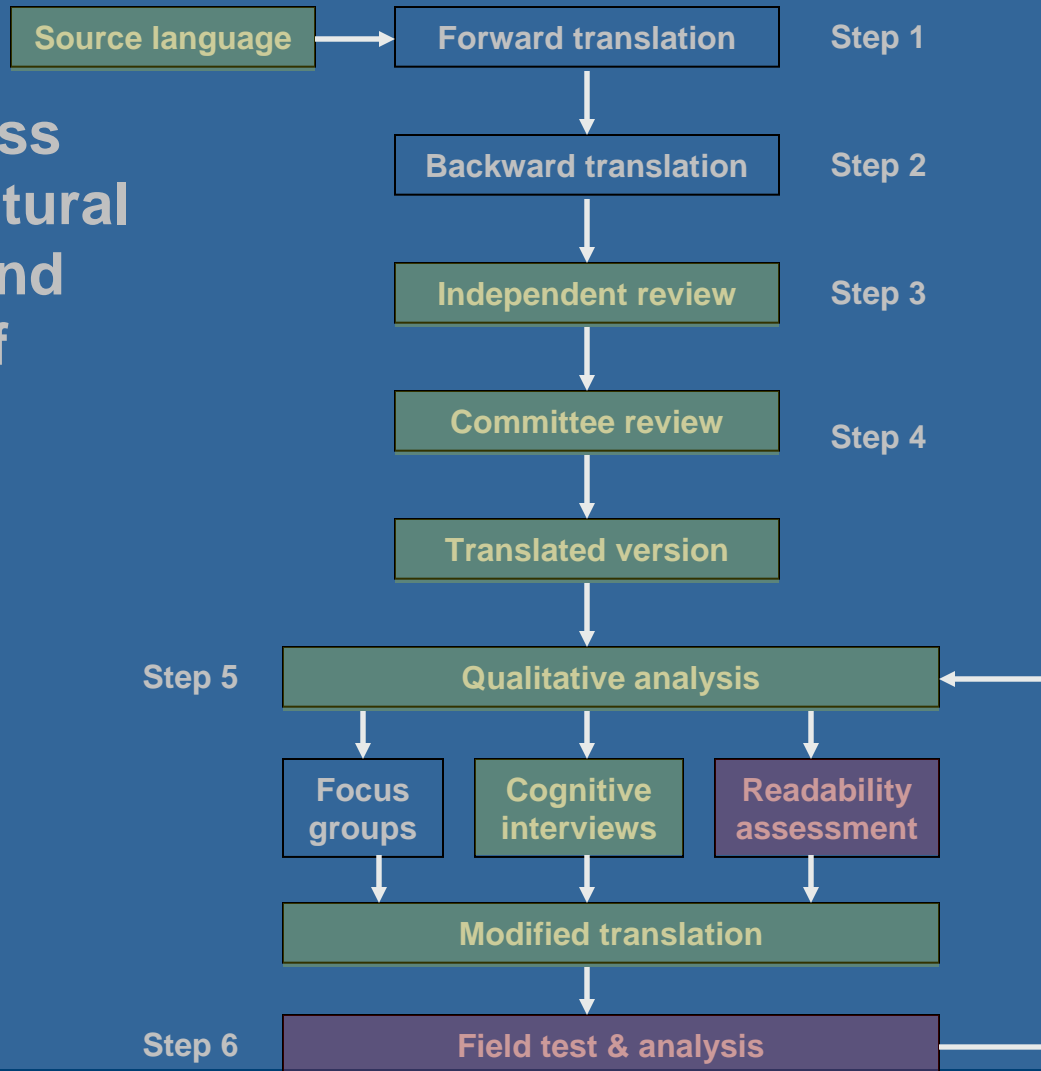 Source language
Forward translation
Step 1
ss
tural
nd
f
Backward translation
Step 2
Independent review
Step 3
Committee review
Step 4
Translated version
Step 5
Qualitative analysis
Focus
groups
Cognitive
interviews
Readability
assessment
Modified translation
Step 6
Field test & analysis